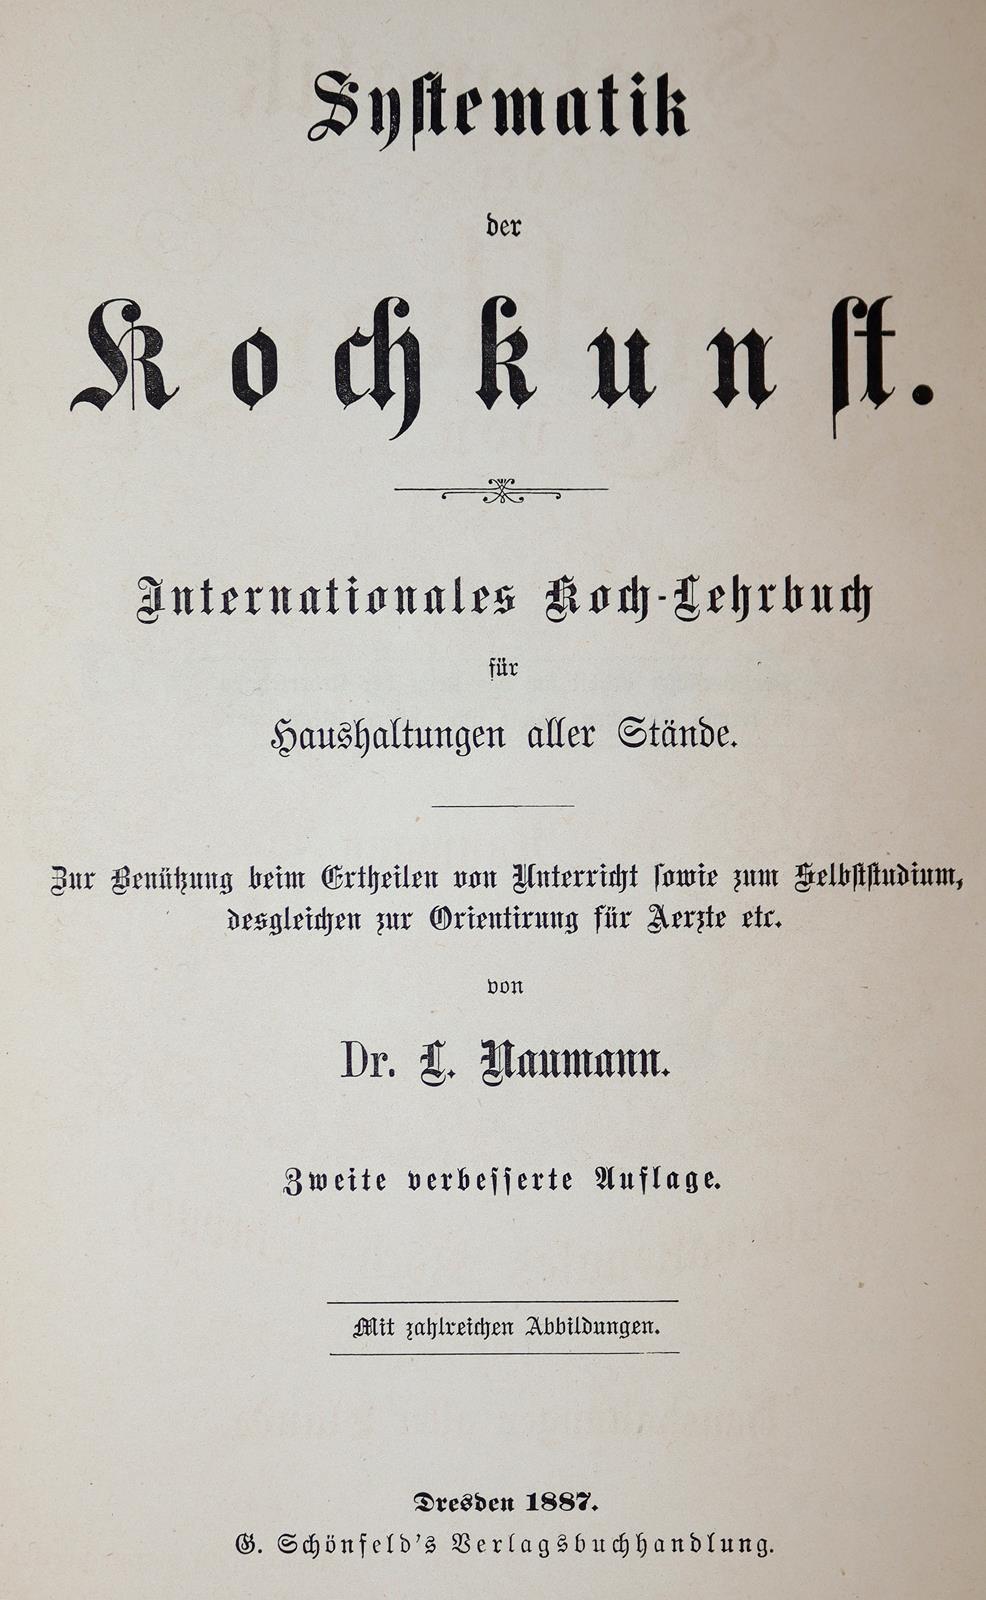 Systematik
der
Kochkunst.
Internationales Koch-Lehrbuch
für
Haushaltungen aller Stände.
Zur Benützung beim Ertheilen von Unterricht sowie zum Selbststudium,
desgleichen zur Orientirung für Aerzte etc.
von
Dr. L. Naumann.
Zweite verbesserte Auflage.
Mit zahlreichen Abbildungen.
Dresden 1887.
G. Schönfeld's Verlagsbuchhandlung.